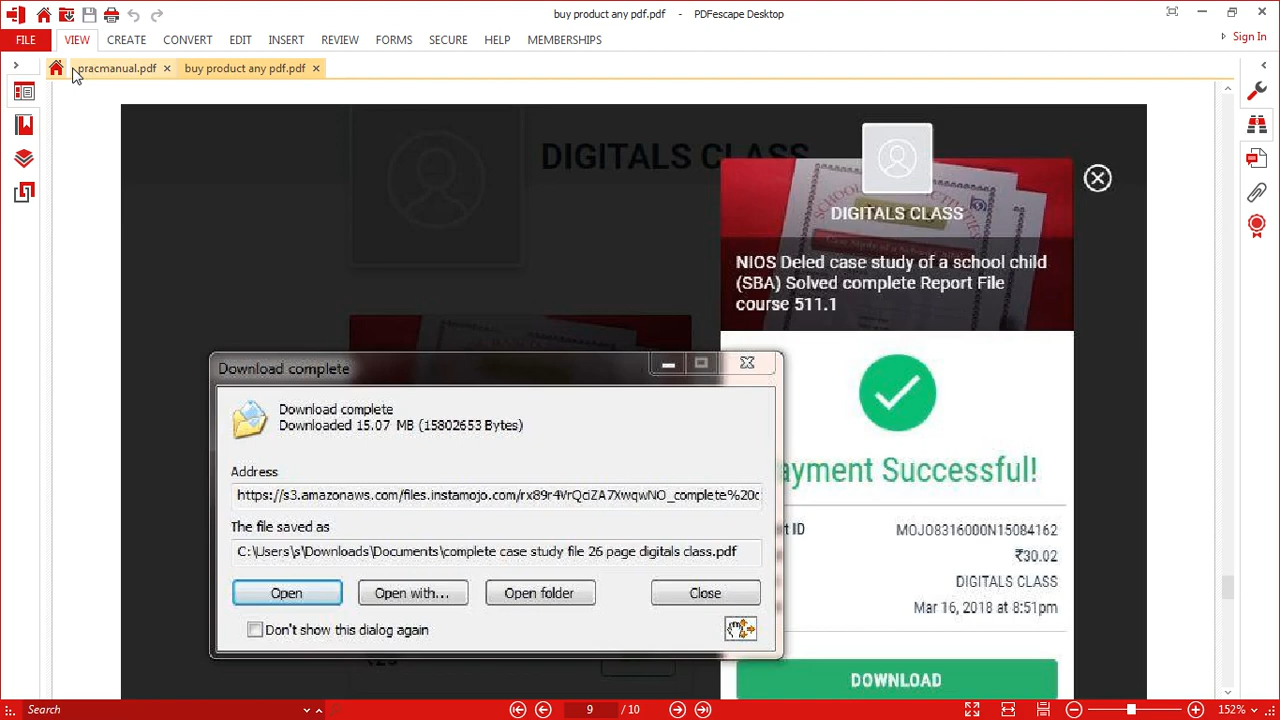 buy product any pdf.pdf - PDFescape Desktop
FILE VIEW CREATE CONVERT EDIT INSERT REVIEW FORMS SECURE HELP MEMBERSHIPS Sign In
pracmanual.pdf buy product any pdf.pdf
DIGITALS CLASS
DIGITALS CLASS
NIOS Deled case study of a school child
(SBA) Solved complete Report File
course 511.1
Download complete
Download complete
Downloaded 15.07 MB (15802653 Bytes)
Address
https://s3.amazonaws.com/files.instamojo.com/rx89r4VrQciZA7XwqwNO_complete%20c
The file saved as
C:\Users\s\Downloads\Documents\complete case study file 26 page digitals class.pdf
Open Open with... Open folder Close
Don't show this dialog again
ayment Successful!
t ID MOJO8316000N15084162
₹30.02
DIGITALS CLASS
Mar 16, 2018 at 8:51pm
DOWNLOAD
Search 9 / 10 152%